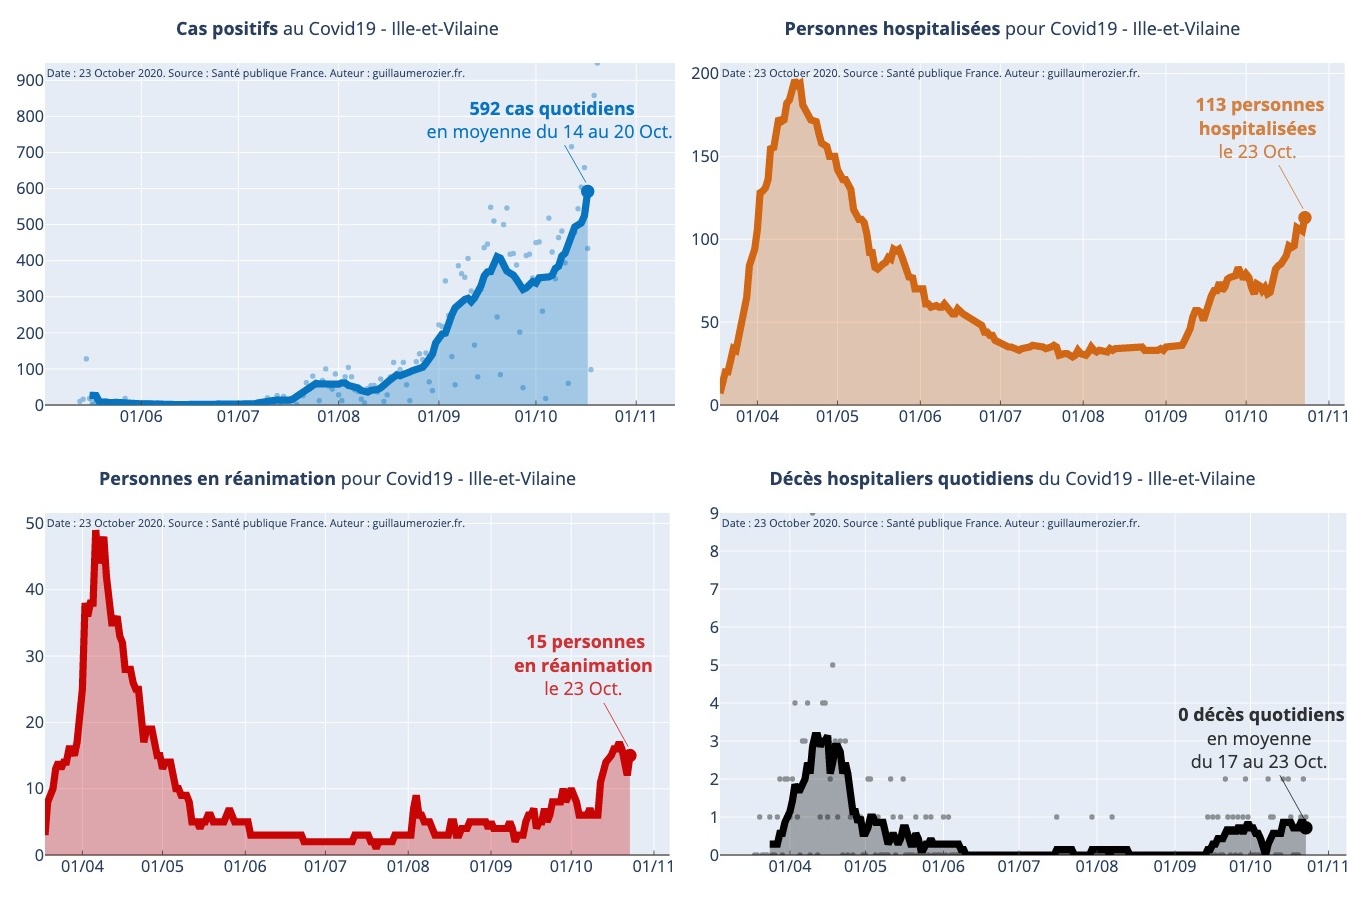 Cas positifs au Covid19 - Ille-et-Vilaine
Date : 23 October 2020. Source : Santé publique France. Auteur : guillaumerozier.fr.
592 cas quotidiens
en moyenne du 14 au 20 Oct.
900
800
700
600
500
400
300
200
100
0
01/06 01/07 01/08 01/09 01/10 01/11
Personnes hospitalisées pour Covid19 - Ille-et-Vilaine
Date : 23 October 2020. Source : Santé publique France. Auteur : guillaumerozier.fr.
113 personnes
hospitalisées
le 23 Oct.
200
150
100
50
0
01/04 01/05 01/06 01/07 01/08 01/09 01/10 01/11
Personnes en réanimation pour Covid19 - Ille-et-Vilaine
Date : 23 October 2020. Source : Santé publique France. Auteur : guillaumerozier.fr.
15 personnes
en réanimation
le 23 Oct.
50
40
30
20
10
0
01/04 01/05 01/06 01/07 01/08 01/09 01/10 01/11
Décès hospitaliers quotidiens du Covid19 - Ille-et-Vilaine
Date : 23 October 2020. Source : Santé publique France. Auteur : guillaumerozier.fr.
0 décès quotidiens
en moyenne
du 17 au 23 Oct.
9
8
7
6
5
4
3
2
1
0
01/04 01/05 01/06 01/07 01/08 01/09 01/10 01/11